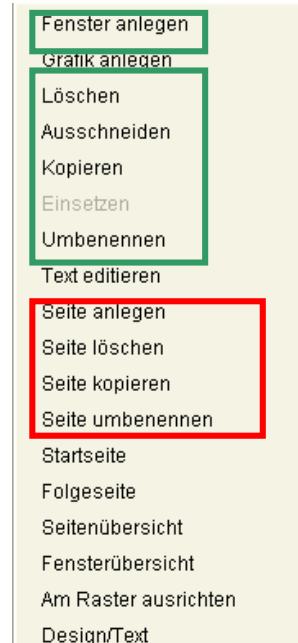 Fenster anlegen
Grafik anlegen
Löschen
Ausschneiden
Kopieren
Einsetzen
Umbenennen
Text editieren
Seite anlegen
Seite löschen
Seite kopieren
Seite umbenennen
Startseite
Folgeseite
Seitenübersicht
Fensterübersicht
Am Raster ausrichten
Design/Text